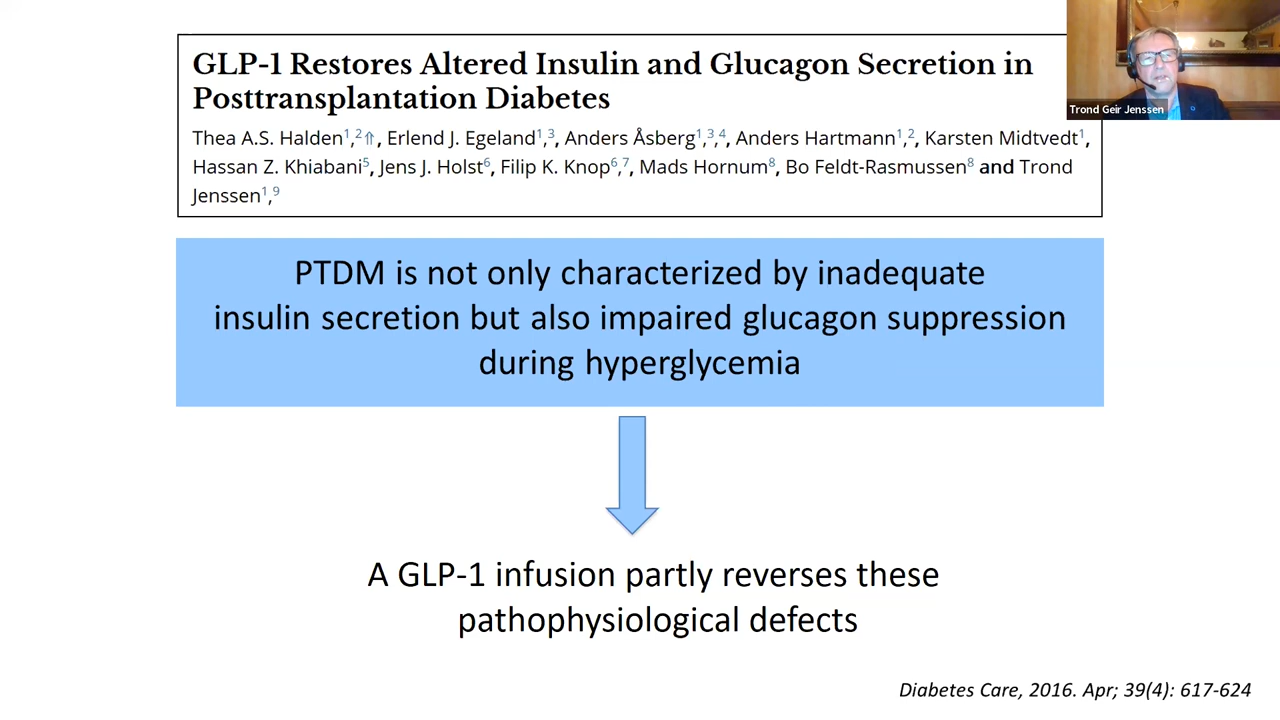 GLP-1 Restores Altered Insulin and Glucagon Secretion in
Posttransplantation Diabetes
Thea A.S. Halden1,2⇑, Erlend J. Egeland1,3, Anders Åsberg1,3,4, Anders Hartmann1,2, Karsten Midtvedt1,
Hassan Z. Khiabani5, Jens J. Holst6, Filip K. Knop6,7, Mads Hornum8, Bo Feldt-Rasmussen8 and Trond
Jenssen1,9
Trond Geir Jenssen
PTDM is not only characterized by inadequate
insulin secretion but also impaired glucagon suppression
during hyperglycemia
A GLP-1 infusion partly reverses these
pathophysiological defects
Diabetes Care, 2016. Apr; 39(4): 617-624